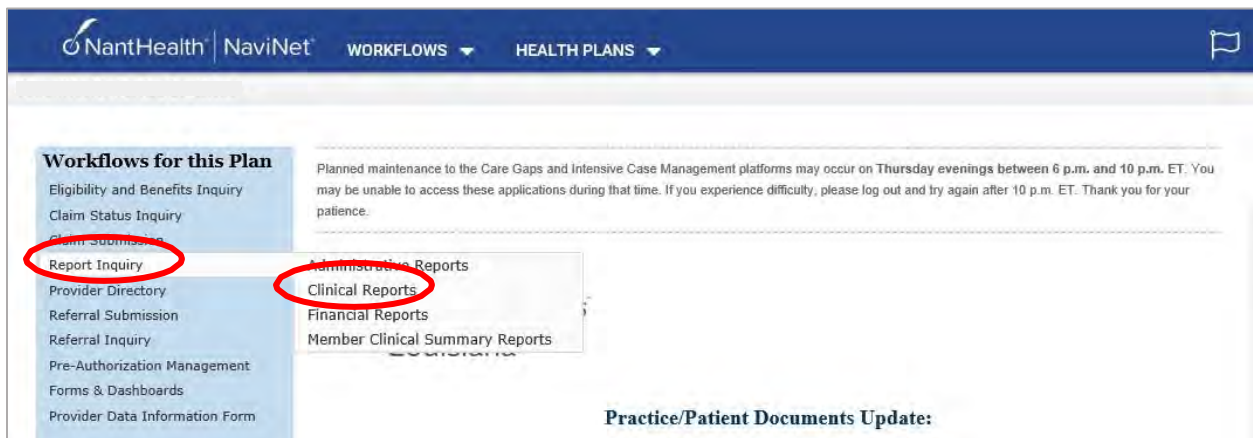 NantHealth | NaviNet WORKFLOWS HEALTH PLANS
Workflows for this Plan
Eligibility and Benefits Inquiry
Claim Status Inquiry
Claim Submission
Report Inquiry
Provider Directory
Referral Submission
Referral Inquiry
Pre-Authorization Management
Forms & Dashboards
Provider Data Information Form
Administrative Reports
Clinical Reports
Financial Reports
Member Clinical Summary Reports
Planned maintenance to the Care Gaps and Intensive Case Management platforms may occur on Thursday evenings between 6 p.m. and 10 p.m. ET. You
may be unable to access these applications during that time. If you experience difficulty, please log out and try again after 10 p.m. ET. Thank you for your
patience.
Louisiana
Practice/Patient Documents Update: